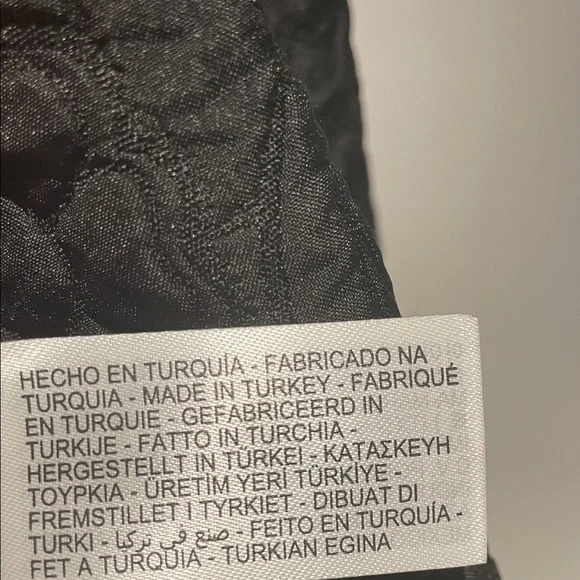 HECHO EN TURQUÍA - FABRICADO NA
TURQUIA - MADE IN TURKEY - FABRIQUÉ
EN TURQUIE - GEFABRICEERD IN
TURKIJE - FATTO IN TURCHIA -
HERGESTELLT IN TÜRKEI - ΚΑΤΑΣΚΕΥΗ
ΤΟΥΡΚΙΑ - ÜRETİM YERİ TÜRKİYE -
FREMSTILLET I TYRKIET - DIBUAT DI
TURKI - صنع في تركيا - FEITO EN TURQUÍA -
FET A TURQUIA - TURKIAN EGINA